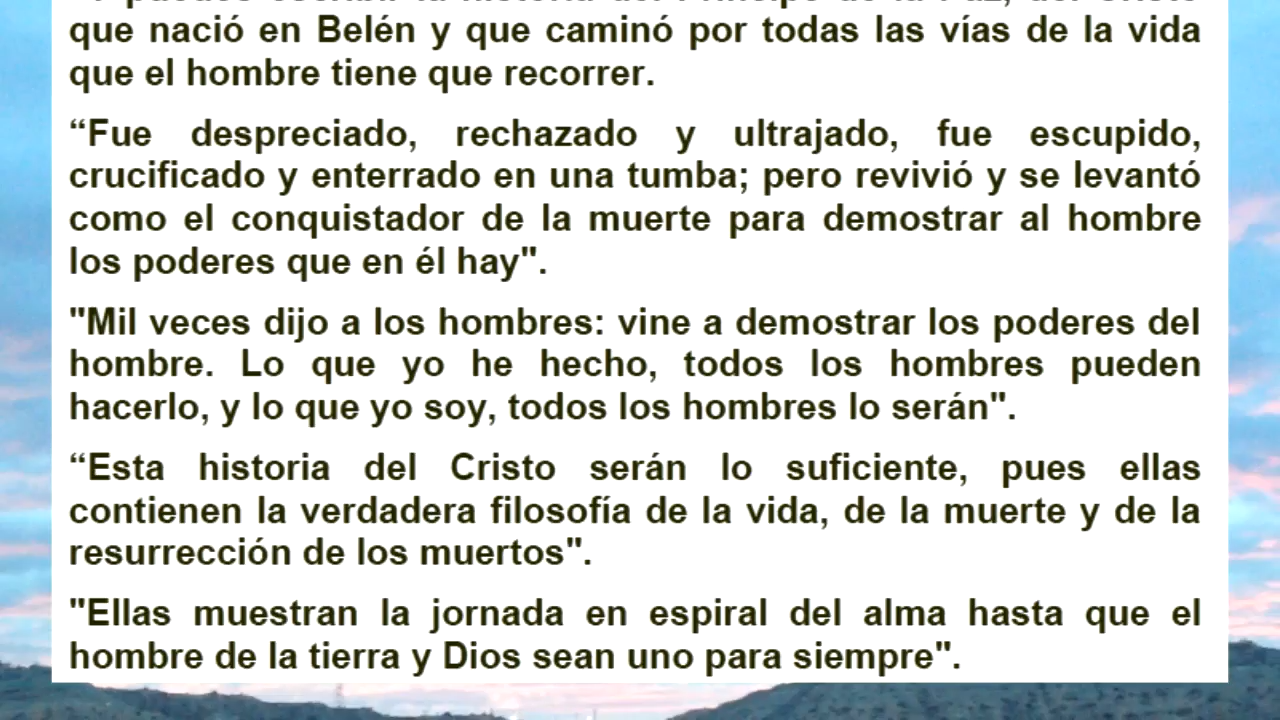 que nació en Belén y que caminó por todas las vías de la vida
que el hombre tiene que recorrer.
“Fue despreciado, rechazado y ultrajado, fue escupido,
crucificado y enterrado en una tumba; pero revivió y se levantó
como el conquistador de la muerte para demostrar al hombre
los poderes que en él hay".
"Mil veces dijo a los hombres: vine a demostrar los poderes del
hombre. Lo que yo he hecho, todos los hombres pueden
hacerlo, y lo que yo soy, todos los hombres lo serán".
“Esta historia del Cristo serán lo suficiente, pues ellas
contienen la verdadera filosofía de la vida, de la muerte y de la
resurrección de los muertos".
"Ellas muestran la jornada en espiral del alma hasta que el
hombre de la tierra y Dios sean uno para siempre".